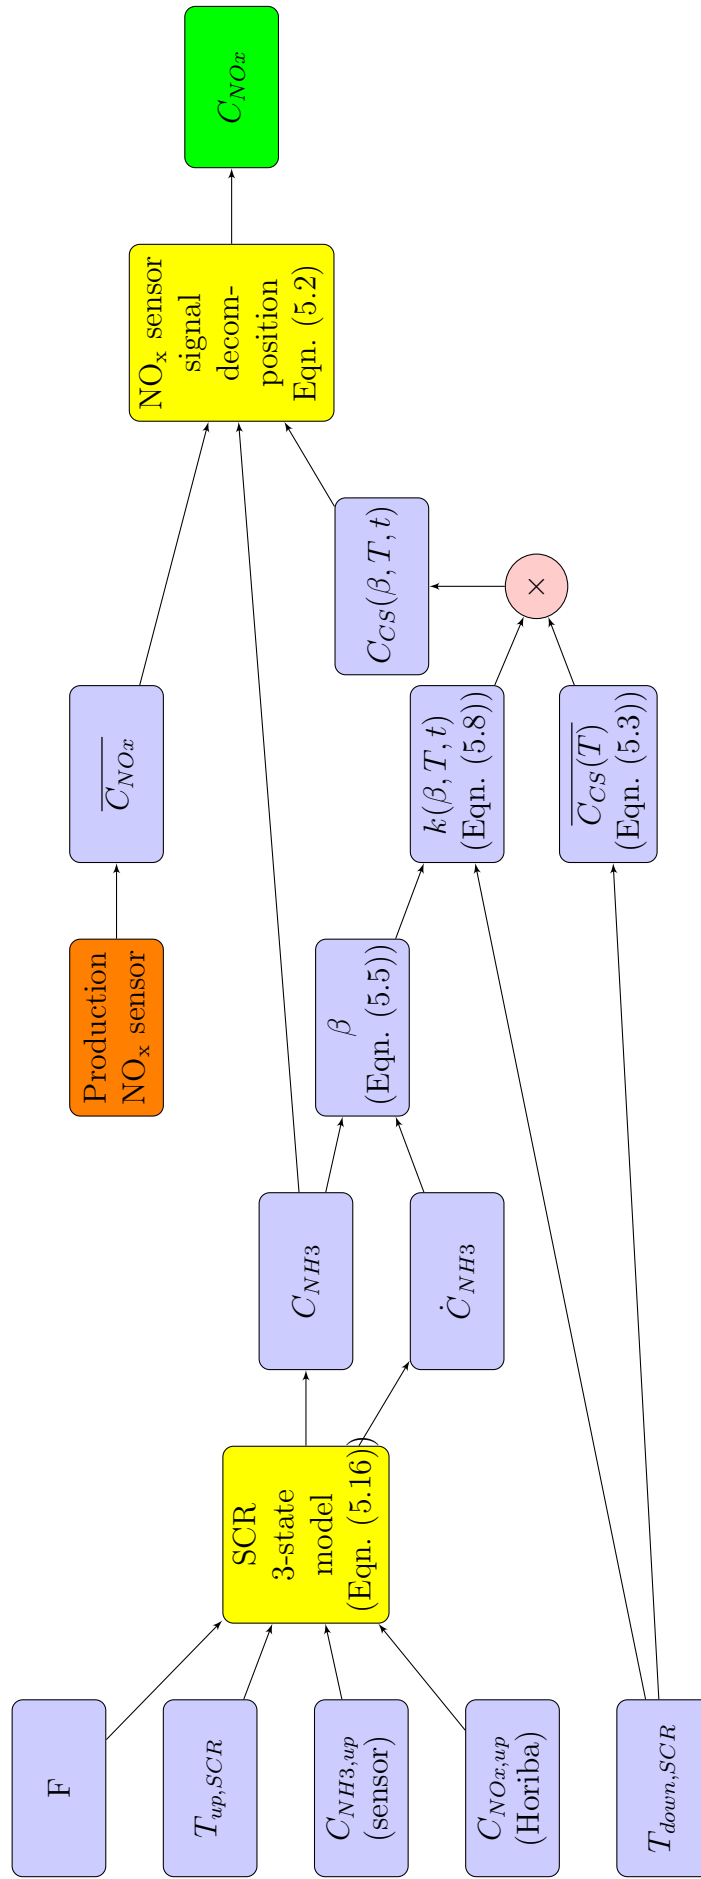 F
T_{up,SCR}
C_{NH3,up}
(sensor)
C_{NOx,up}
(Horiba)
T_{down,SCR}
SCR
3-state
model
(Eqn. (5.16))
C_{NH3}
Ċ_{NH3}
Production
NO_x sensor
β
(Eqn. (5.5))
\overline{C_{NOx}}
k(β, T, t)
(Eqn. (5.8))
\overline{C_{CS}(T)}
(Eqn. (5.3))
×
C_{CS}(β, T, t)
NO_x sensor
signal
decom-
position
Eqn. (5.2)
C_{NOx}